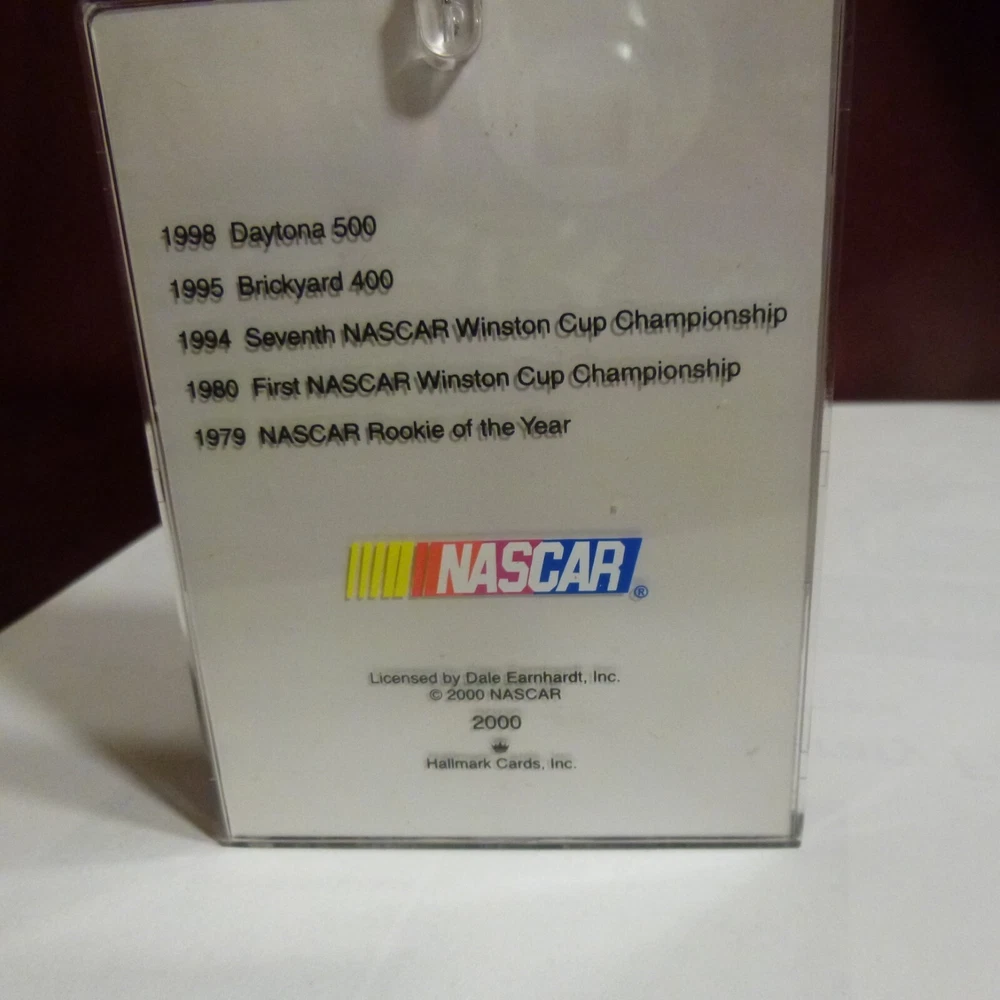 1998 Daytona 500
1995 Brickyard 400
1994 Seventh NASCAR Winston Cup Championship
1980 First NASCAR Winston Cup Championship
1979 NASCAR Rookie of the Year
NASCAR®
Licensed by Dale Earnhardt, Inc.
© 2000 NASCAR
2000
Hallmark Cards, Inc.